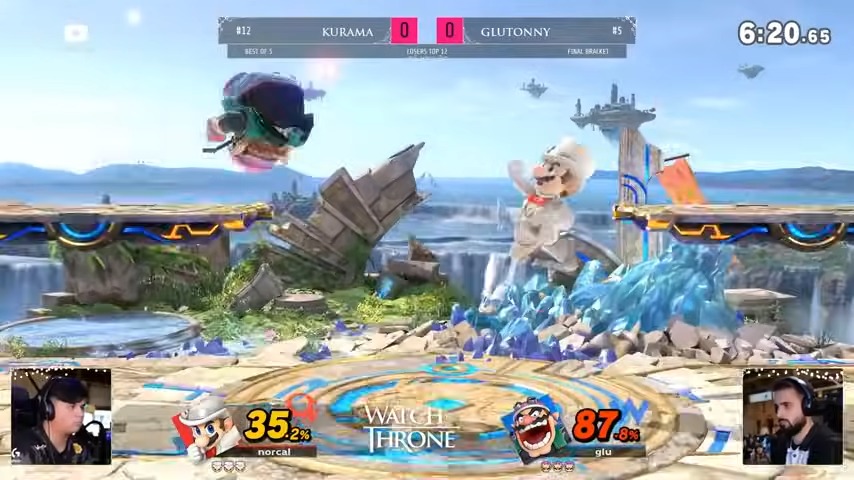 #12 KURAMA 0 0 GLUTONNY #5
BEST OF 5 LOSERS TOP 12 FINAL BRACKET
6:20.65
35.2%
norcal
WATCH THE
THRONE
87.8%
glu